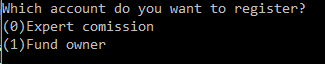 Which account do you want to register?
(0)Expert comission
(1)Fund owner